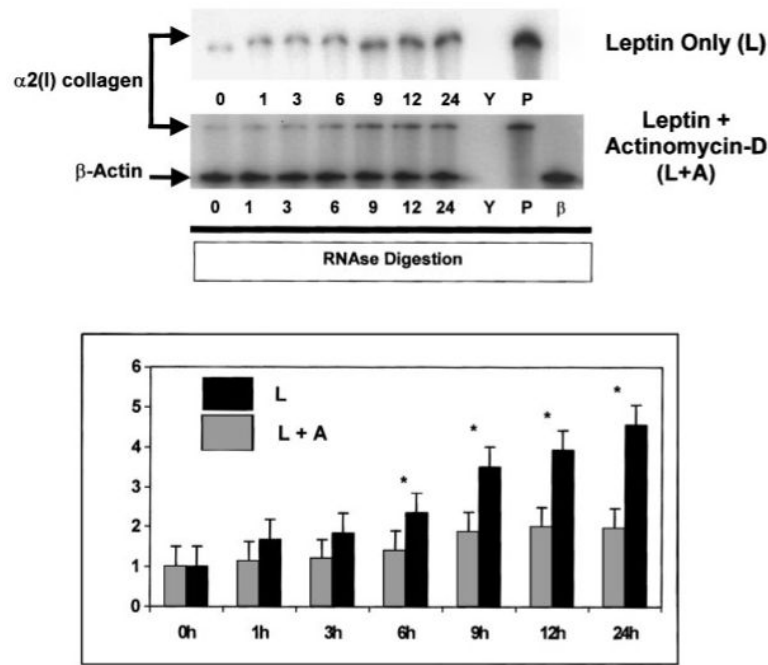 Leptin Only (L)
α2(I) collagen
0 1 3 6 9 12 24 Y P
Leptin +
Actinomycin-D
(L+A)
β-Actin
0 1 3 6 9 12 24 Y P β
RNAse Digestion
6
5
4
3
2
1
0
L
L + A
*
*
*
*
0h 1h 3h 6h 9h 12h 24h